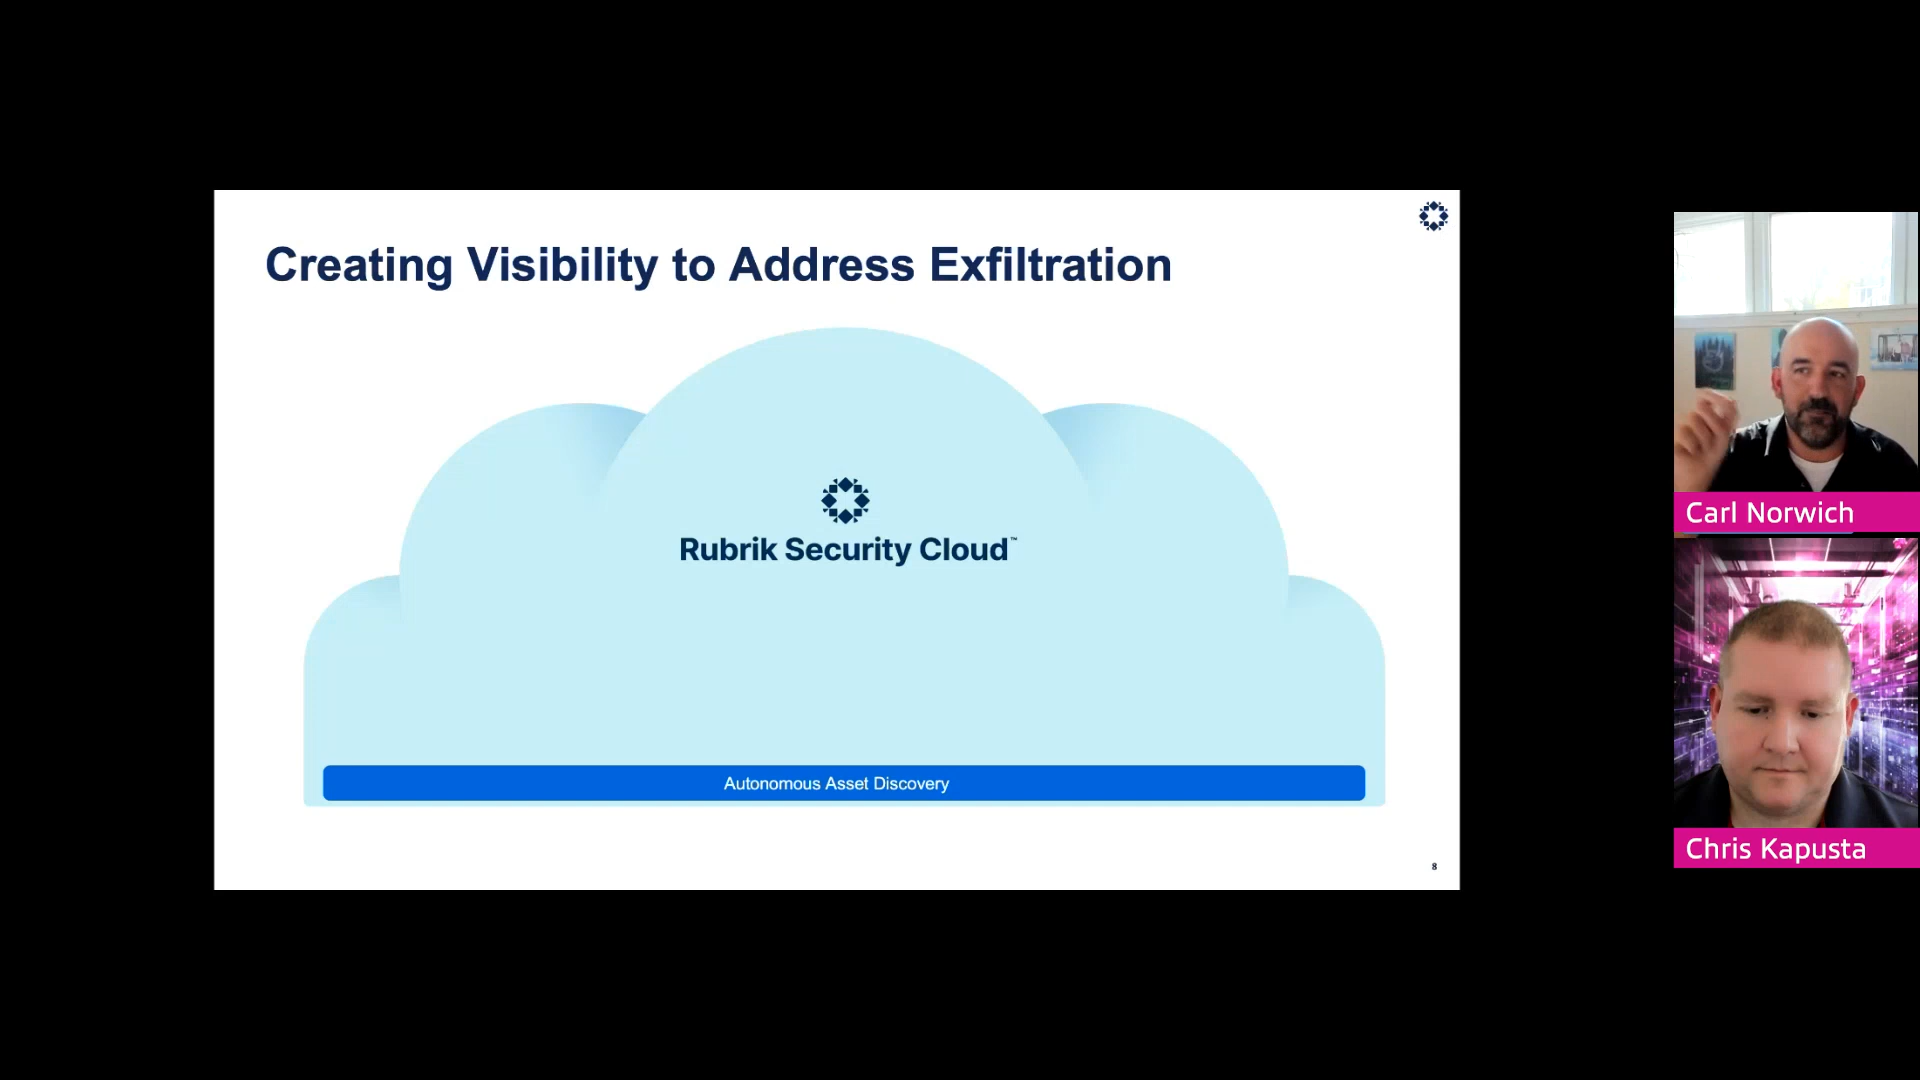 Creating Visibility to Address Exfiltration
Rubrik Security Cloud™
Autonomous Asset Discovery
8
Carl Norwich
Chris Kapusta